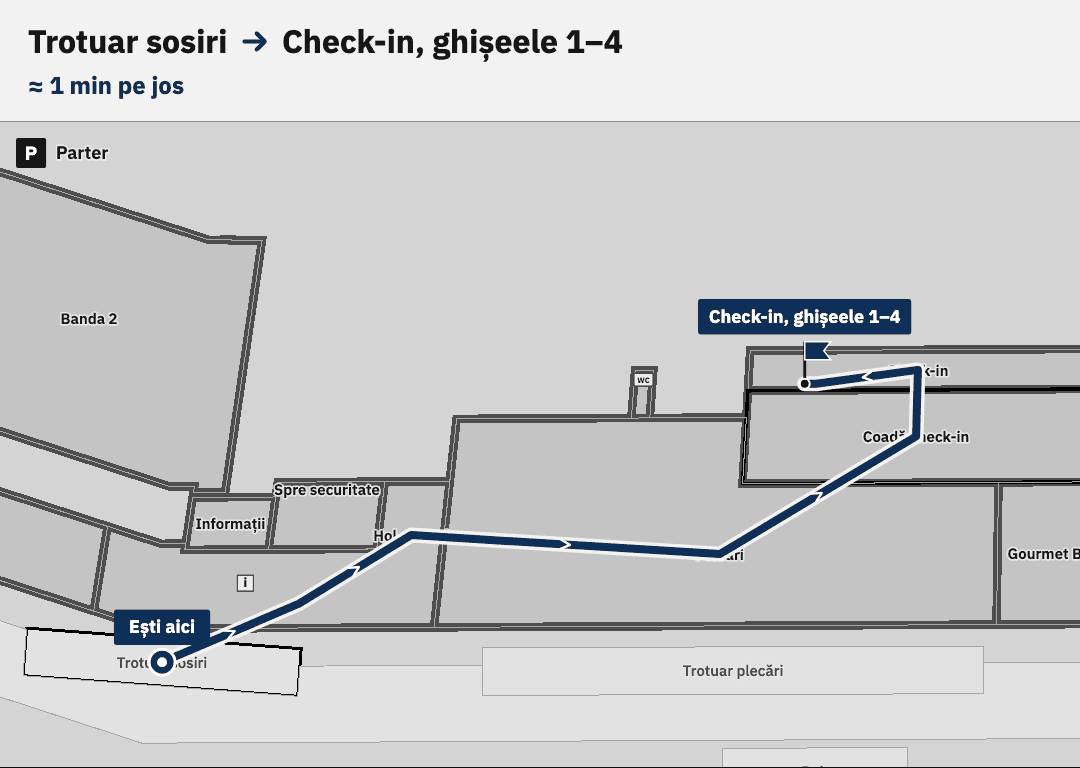 Trotuar sosiri → Check-in, ghișeele 1–4
≈ 1 min pe jos
P Parter
Banda 2
Check-in, ghișeele 1–4
wc
Spre securitate
Informații
Gourmet B
i
Ești aici
Trotuar plecări